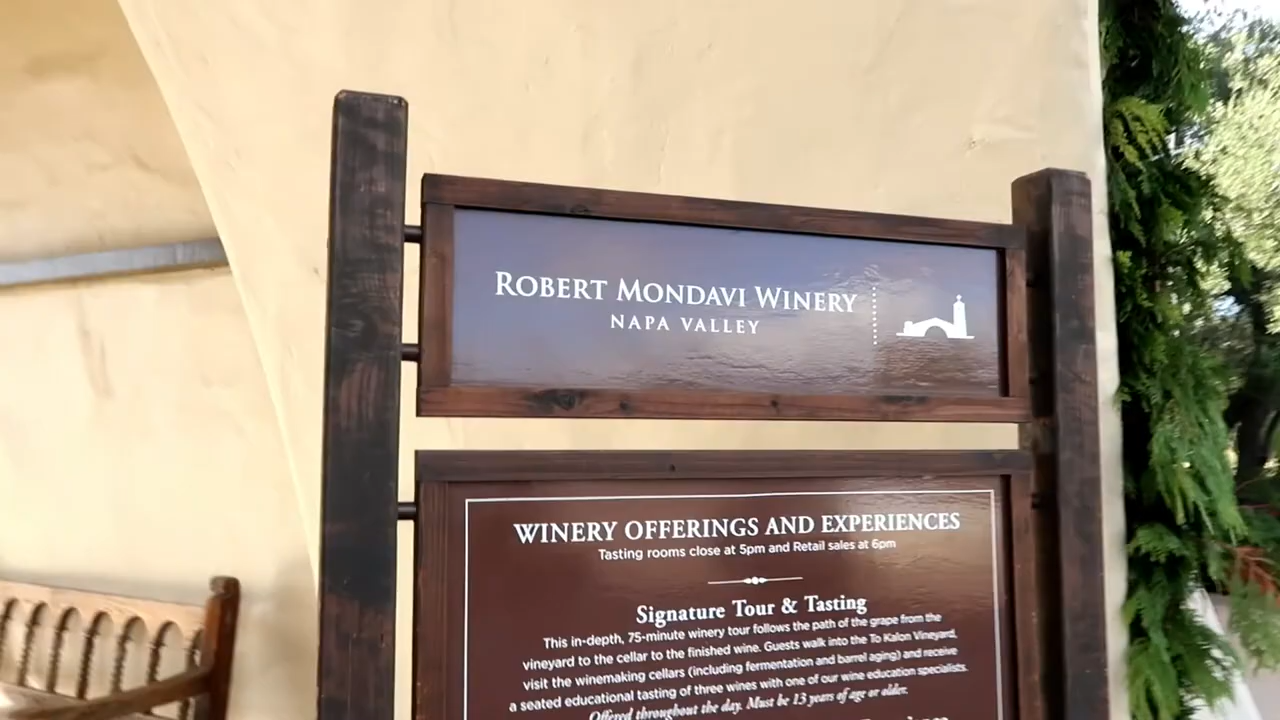 ROBERT MONDAVI WINERY
NAPA VALLEY
WINERY OFFERINGS AND EXPERIENCES
Tasting rooms close at 5pm and Retail sales at 6pm
Signature Tour & Tasting
This in-depth, 75-minute winery tour follows the path of the grape from the
vineyard to the cellar to the finished wine. Guests walk into the To Kalon Vineyard,
visit the winemaking cellars (including fermentation and barrel aging) and receive
a seated educational tasting of three wines with one of our wine education specialists.
Offered throughout the day. Must be 13 years of age or older.